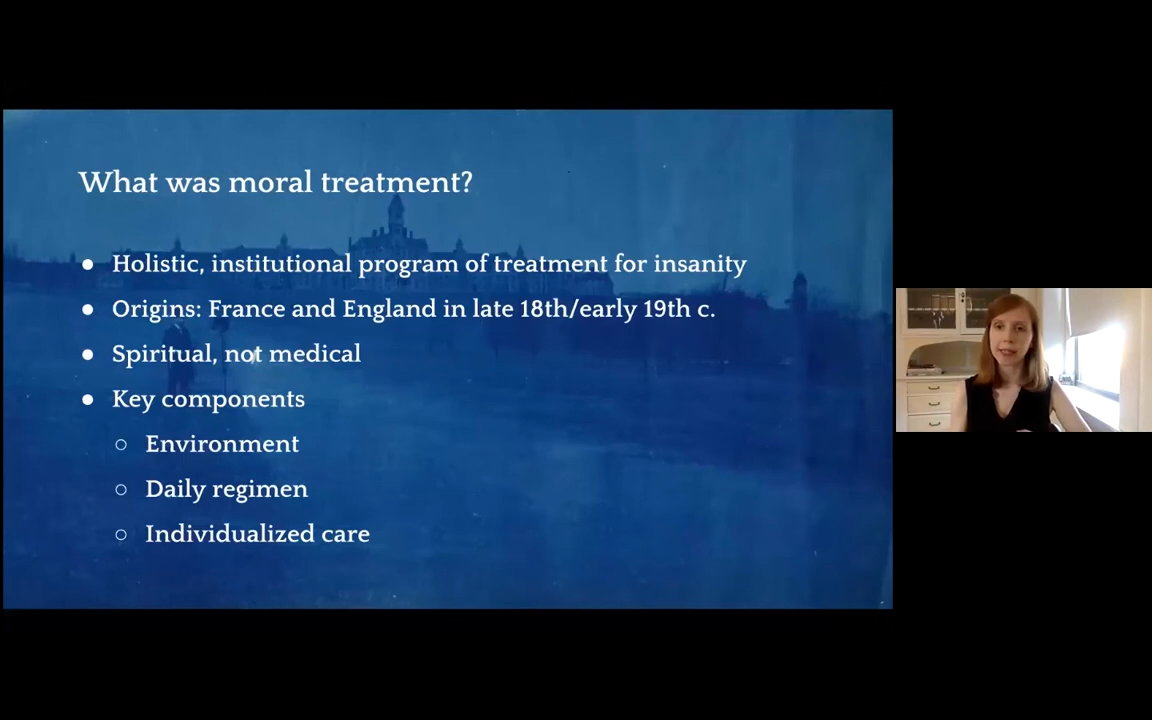 What was moral treatment?
● Holistic, institutional program of treatment for insanity
● Origins: France and England in late 18th/early 19th c.
● Spiritual, not medical
● Key components
○ Environment
○ Daily regimen
○ Individualized care